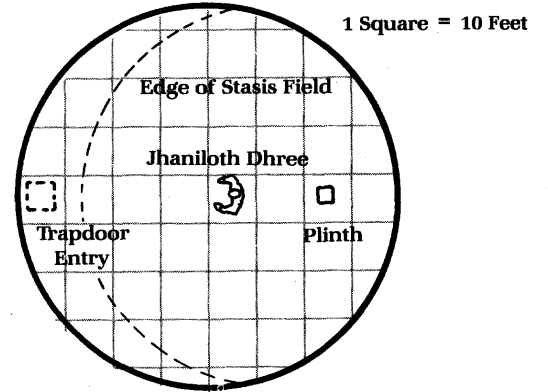 1 Square = 10 Feet
Edge of Stasis Field
Jhaniloth Dhree
Trapdoor
Entry
Plinth